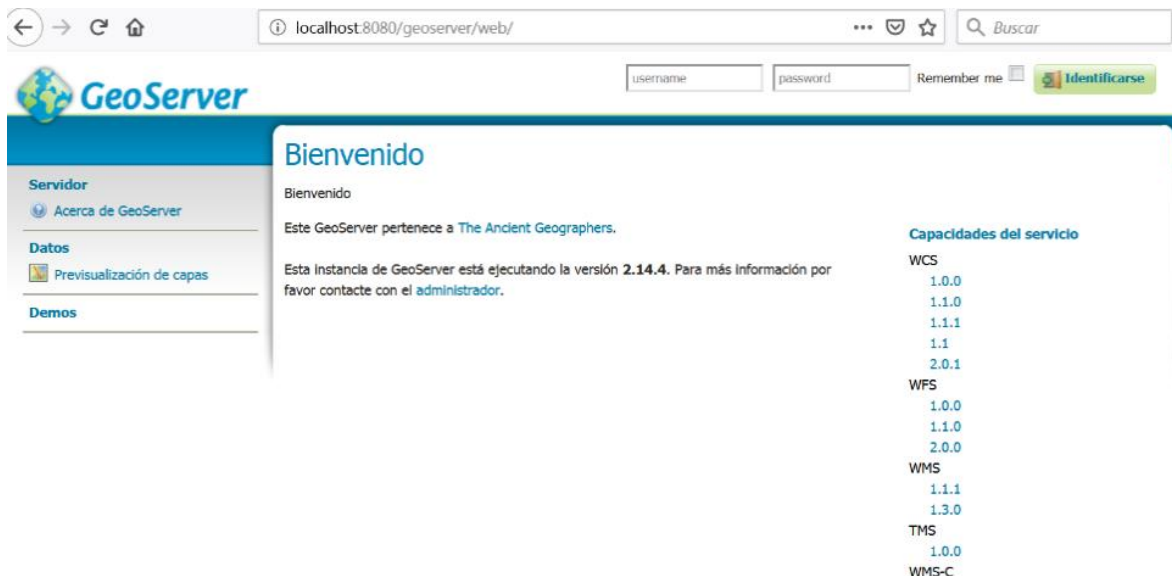 localhost:8080/geoserver/web/
Buscar
GeoServer
username
password
Remember me
Identificarse
Servidor
Acerca de GeoServer
Datos
Previsualización de capas
Demos
Bienvenido
Bienvenido
Este GeoServer pertenece a The Ancient Geographers.
Esta instancia de GeoServer está ejecutando la versión 2.14.4. Para más información por
favor contacte con el administrador.
Capacidades del servicio
WCS
1.0.0
1.1.0
1.1.1
1.1
2.0.1
WFS
1.0.0
1.1.0
2.0.0
WMS
1.1.1
1.3.0
TMS
1.0.0
WMS-C